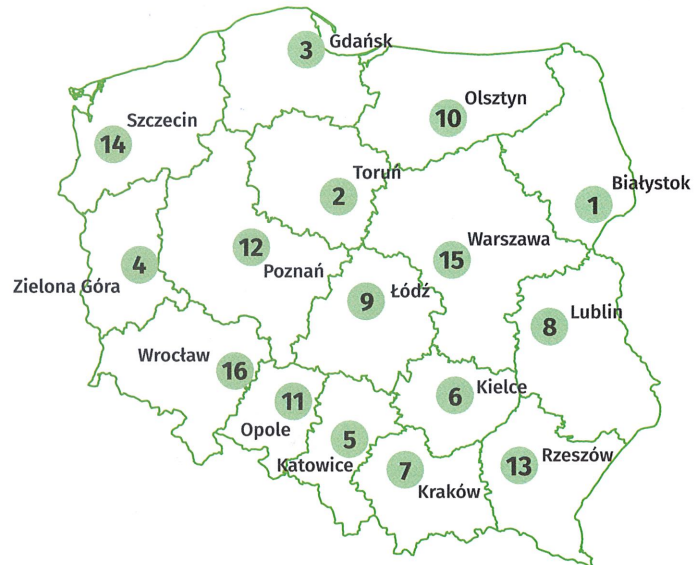 3 Gdańsk
Olsztyn
10
Szczecin
14
Toruń
2
Białystok
1
12
Poznań
Warszawa
15
4
Zielona Góra
9 Łódź
Lublin
8
Wrocław
16
11
Opole
6 Kielce
5
Katowice
7
Kraków
13 Rzeszów